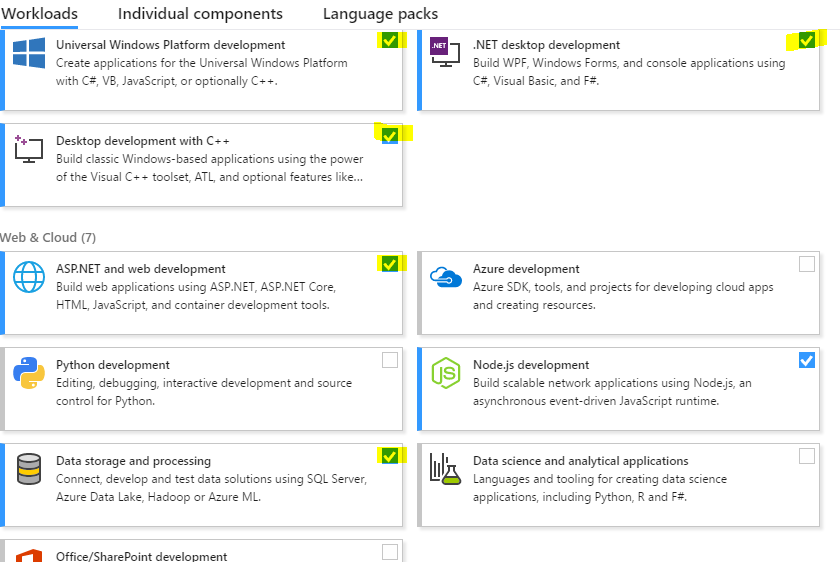 Workloads Individual components Language packs
Universal Windows Platform development
Create applications for the Universal Windows Platform
with C#, VB, JavaScript, or optionally C++.
.NET
.NET desktop development
Build WPF, Windows Forms, and console applications using
C#, Visual Basic, and F#.
Desktop development with C++
Build classic Windows-based applications using the power
of the Visual C++ toolset, ATL, and optional features like...
Web & Cloud (7)
ASP.NET and web development
Build web applications using ASP.NET, ASP.NET Core,
HTML, JavaScript, and container development tools.
Azure development
Azure SDK, tools, and projects for developing cloud apps
and creating resources.
Python development
Editing, debugging, interactive development and source
control for Python.
JS
Node.js development
Build scalable network applications using Node.js, an
asynchronous event-driven JavaScript runtime.
Data storage and processing
Connect, develop and test data solutions using SQL Server,
Azure Data Lake, Hadoop or Azure ML.
Data science and analytical applications
Languages and tooling for creating data science
applications, including Python, R and F#.
Office/SharePoint development